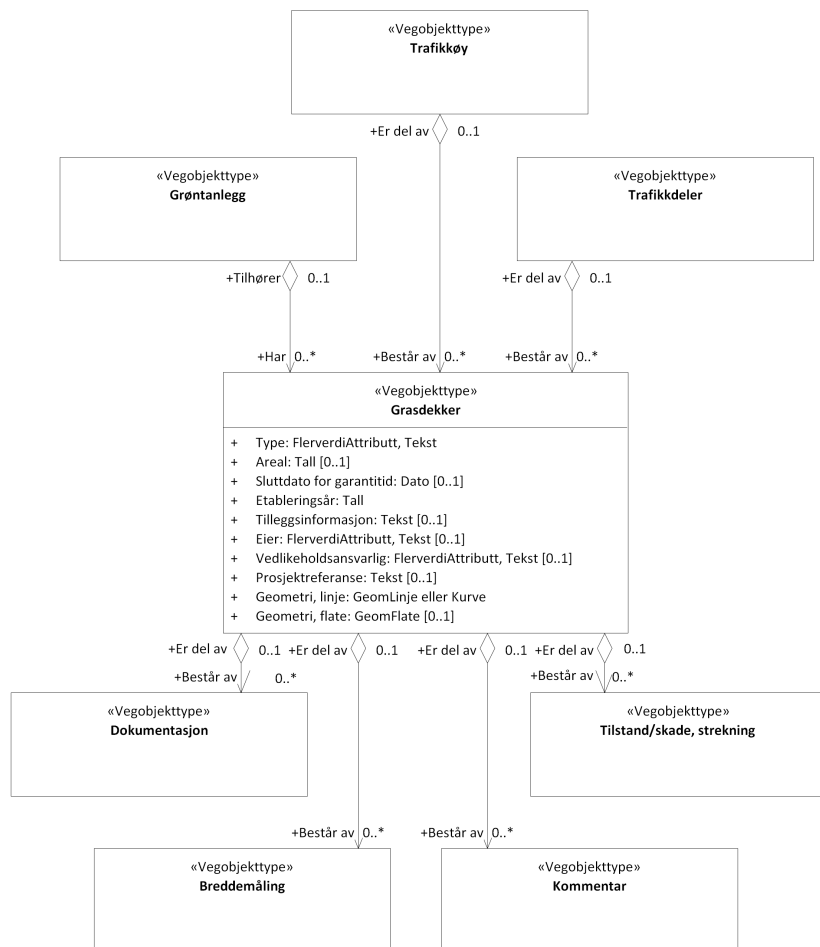 «Vegobjekttype»
Trafikkøy
+Er del av 0..1
«Vegobjekttype»
Grøntanlegg
«Vegobjekttype»
Trafikkdeler
+Tilhører 0..1
+Er del av 0..1
+Har 0..*
+Består av 0..*
+Består av 0..*
«Vegobjekttype»
Grasdekker
+ Type: FlerverdiAttributt, Tekst
+ Areal: Tall [0..1]
+ Sluttdato for garantitid: Dato [0..1]
+ Etableringsår: Tall
+ Tilleggsinformasjon: Tekst [0..1]
+ Eier: FlerverdiAttributt, Tekst [0..1]
+ Vedlikeholdsansvarlig: FlerverdiAttributt, Tekst [0..1]
+ Prosjektreferanse: Tekst [0..1]
+ Geometri, linje: GeomLinje eller Kurve
+ Geometri, flate: GeomFlate [0..1]
+Er del av 0..1 +Er del av 0..1 +Er del av 0..1 +Er del av 0..1
+Består av 0..*
+Består av 0..*
«Vegobjekttype»
Dokumentasjon
«Vegobjekttype»
Tilstand/skade, strekning
+Består av 0..*
+Består av 0..*
«Vegobjekttype»
Breddemåling
«Vegobjekttype»
Kommentar